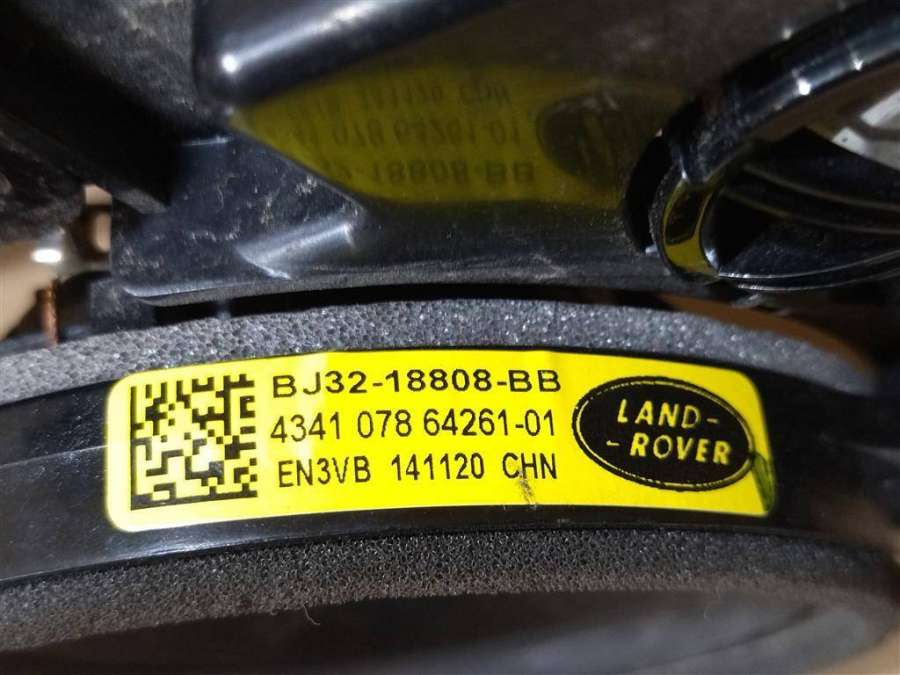 BJ32-18808-BB
4341 078 64261-01
EN3VB 141120 CHN
LAND-
-ROVER